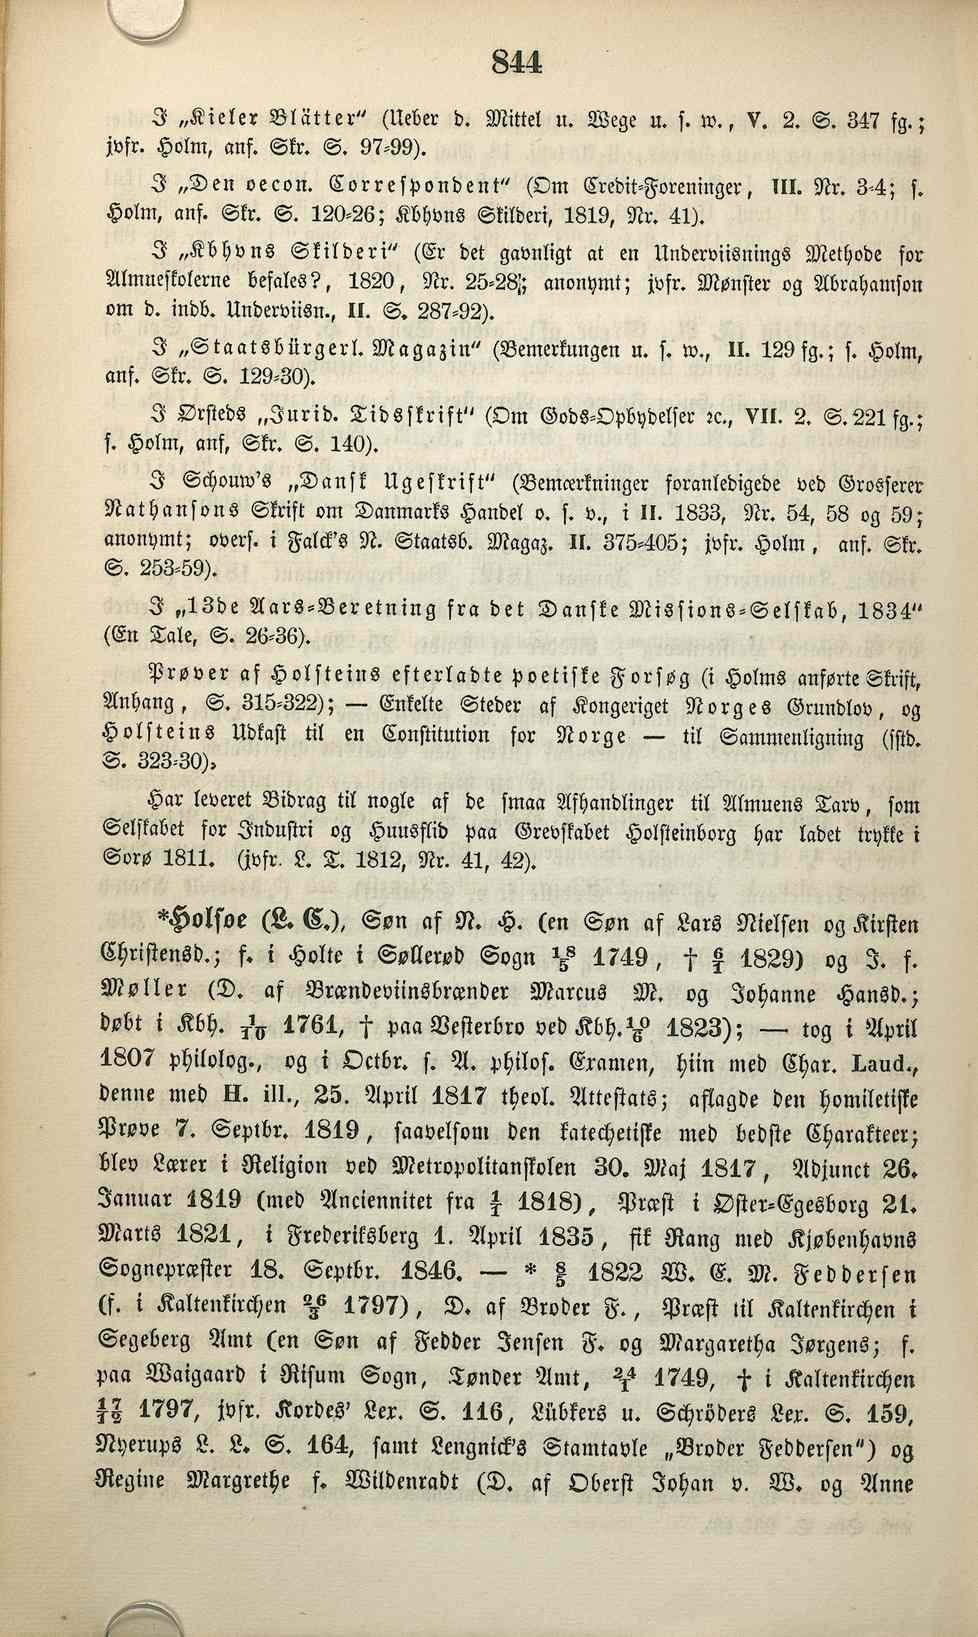 844
I „Kieler Blätter“ (Ueber d. Mittel u. Wege u. s. w., V. 2. S. 347 fg.;
jvfr. Holm, anf. Skr. S. 97-99).
I „Den oecon. Correspondent“ (Om Credit-Foreninger, III. Nr. 3-4; s.
Holm, anf. Skr. S. 120-26; Kbhvns Skilderi, 1819, Nr. 41).
I „Kbhvns Skilderi“ (Er det gavnligt at en Underviisnings Methode for
Almueskolerne befales?, 1820, Nr. 25-28; anonymt; jvfr. Mønster og Abrahamson
om d. indb. Underviisn., II. S. 287-92).
I „Staatsbürgerl. Magazin“ (Bemerkungen u. s. w., II. 129 fg.; s. Holm,
anf. Skr. S. 129-30).
I Ørsteds „Jurid. Tidsskrift“ (Om Gods-Opbydelser ꝛc., VII. 2. S. 221 fg.;
s. Holm, anf, Skr. S. 140).
I Schouw's „Dansk Ugeskrift“ (Bemærkninger foranledigede ved Grosserer
Nathansons Skrift om Danmarks Handel o. s. v., i II. 1833, Nr. 54, 58 og 59;
anonymt; overs. i Falck's N. Staatsb. Magaz. II. 375-405; jvfr. Holm, anf. Skr.
S. 253-59).
I „13de Aars-Beretning fra det Danske Missions-Selskab, 1834“
(En Tale, S. 26-36).
Prøver af Holsteins efterladte poetiske Forsøg (i Holms anførte Skrift,
Anhang, S. 315-322); — Enkelte Steder af Kongeriget Norges Grundlov, og
Holsteins Udkast til en Constitution for Norge — til Sammenligning (sstd.
S. 323-30),
Har leveret Bidrag til nogle af de smaa Afhandlinger til Almuens Tarv, som
Selskabet for Industri og Huusflid paa Grevskabet Holsteinborg har ladet trykke i
Sorø 1811. (jvfr. L. T. 1812, Nr. 41, 42).
*Holsoe (L. C.), Søn af N. H. (en Søn af Lars Nielsen og Kirsten
Christensd.; f. i Holte i Søllerød Sogn 18/5 1749, † 6/1 1829) og J. f.
Møller (D. af Brændeviinsbrænder Marcus M. og Johanne Hansd.;
døbt i Kbh. 1/10 1761, † paa Vesterbro ved Kbh. 10/6 1823); — tog i April
1807 philolog., og i Octbr. s. A. philos. Examen, hiin med Char. Laud.,
denne med H. ill., 25. April 1817 theol. Attestats; aflagde den homiletiske
Prøve 7. Septbr. 1819, saavelsom den katechetiske med bedste Charakteer;
blev Lærer i Religion ved Metropolitanskolen 30. Maj 1817, Adjunct 26.
Januar 1819 (med Anciennitet fra 1/1 1818), Præst i Øster-Egesborg 21.
Marts 1821, i Frederiksberg 1. April 1835, fik Rang med Kjøbenhavns
Sognepræster 18. Septbr. 1846. — * 8/5 1822 W. E. M. Feddersen
(f. i Kaltenkirchen 26/3 1797), D. af Broder F., Præst til Kaltenkirchen i
Segeberg Amt (en Søn af Fedder Jensen F. og Margaretha Jørgens; f.
paa Waigaard i Risum Sogn, Tønder Amt, 24/1 1749, † i Kaltenkirchen
17/12 1797, jvfr. Kordes' Lex. S. 116, Lübkers u. Schröders Lex. S. 159,
Nyerups L. L. S. 164, samt Lengnick's Stamtavle „Broder Feddersen“) og
Regine Margrethe f. Wildenradt (D. af Oberst Johan v. W. og Anne